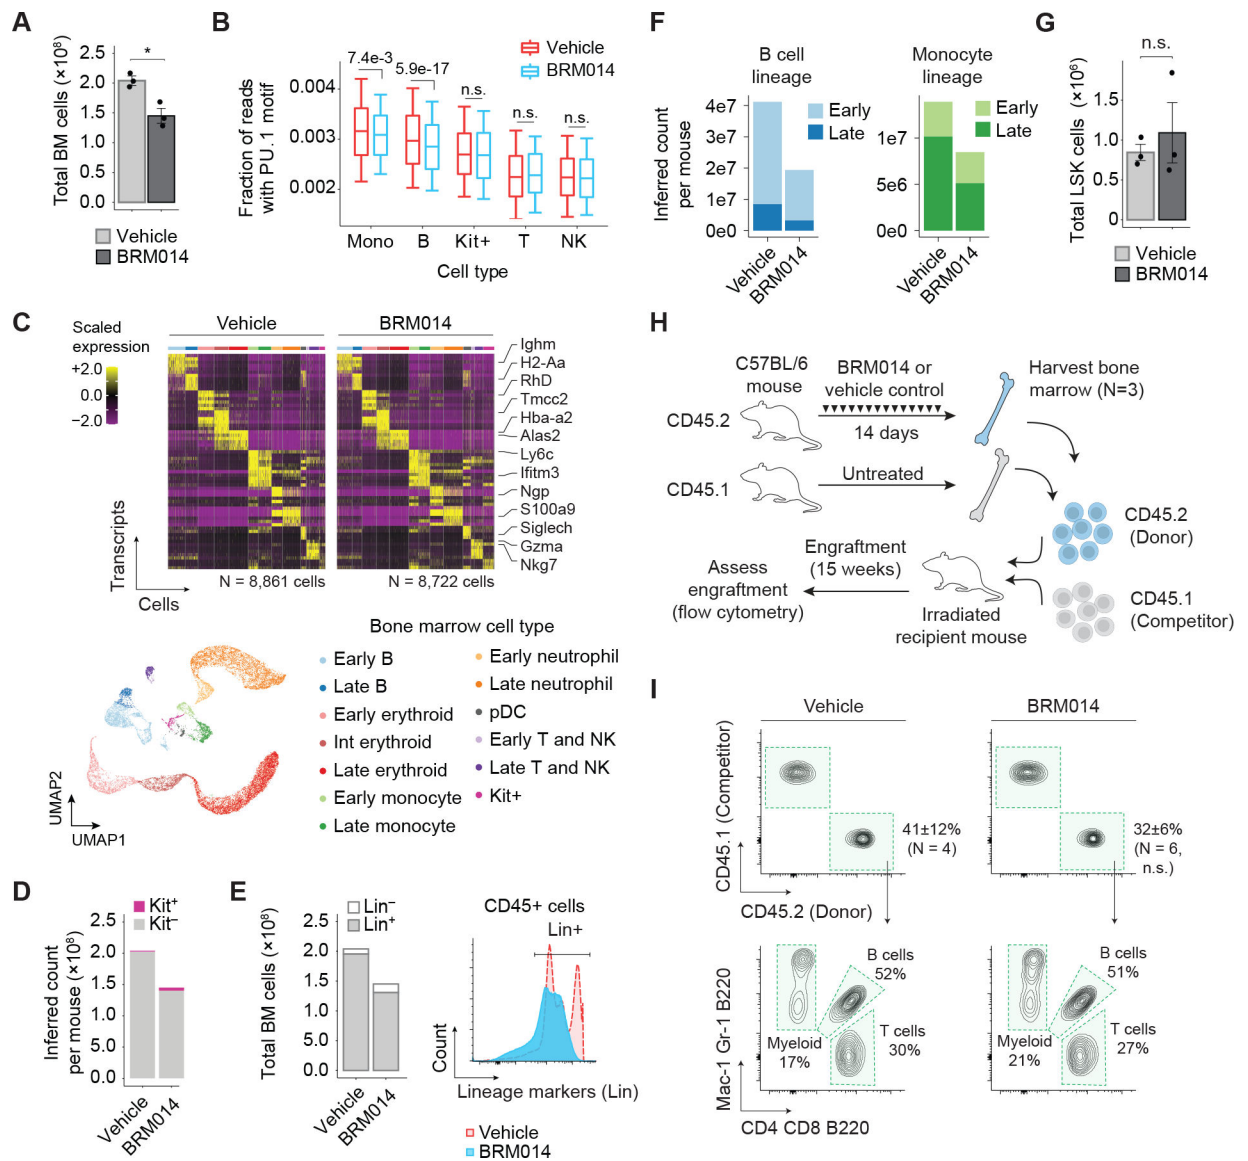 A
Total BM cells (×10⁸)
2.5
2.0
1.5
1.0
5.0
0.0
*
Vehicle
BRM014
B
Fraction of reads
with PU.1 motif
0.004
0.003
0.002
7.4e-3
5.9e-17
n.s.
n.s.
n.s.
Vehicle
BRM014
Mono
B
Kit+
T
NK
Cell type
C
Scaled
expression
+2.0
0.0
−2.0
Vehicle
BRM014
Ighm
H2-Aa
RhD
Tmcc2
Hba-a2
Alas2
Ly6c
Ifitm3
Ngp
S100a9
Siglech
Gzma
Nkg7
Transcripts
Cells
N = 8,861 cells
N = 8,722 cells
UMAP2
UMAP1
Bone marrow cell type
Early B
Late B
Early erythroid
Int erythroid
Late erythroid
Early monocyte
Late monocyte
Early neutrophil
Late neutrophil
pDC
Early T and NK
Late T and NK
Kit+
D
Kit⁺
Kit⁻
Inferred count
per mouse (×10⁸)
2.5
2.0
1.5
1.0
5.0
0.0
Vehicle
BRM014
E
Lin⁻
Lin⁺
Total BM cells (×10⁸)
2.5
2.0
1.5
1.0
5.0
0.0
Vehicle
BRM014
CD45+ cells
Lin+
Count
Lineage markers (Lin)
Vehicle
BRM014
F
B cell
lineage
Early
Late
Inferred count
per mouse
4e7
3e7
2e7
1e7
0e0
Vehicle
BRM014
Monocyte
lineage
Early
Late
1e7
5e6
0e0
Vehicle
BRM014
G
n.s.
Total LSK cells (×10⁶)
1.5
1.0
0.5
0
Vehicle
BRM014
H
C57BL/6
mouse
BRM014 or
vehicle control
Harvest bone
marrow (N=3)
CD45.2
14 days
CD45.1
Untreated
CD45.2
(Donor)
Engraftment
(15 weeks)
Assess
engraftment
(flow cytometry)
Irradiated
recipient mouse
CD45.1
(Competitor)
I
Vehicle
BRM014
CD45.1 (Competitor)
41±12%
(N = 4)
32±6%
(N = 6,
n.s.)
CD45.2 (Donor)
Mac-1 Gr-1 B220
B cells
52%
T cells
30%
Myeloid
17%
B cells
51%
T cells
27%
Myeloid
21%
CD4 CD8 B220